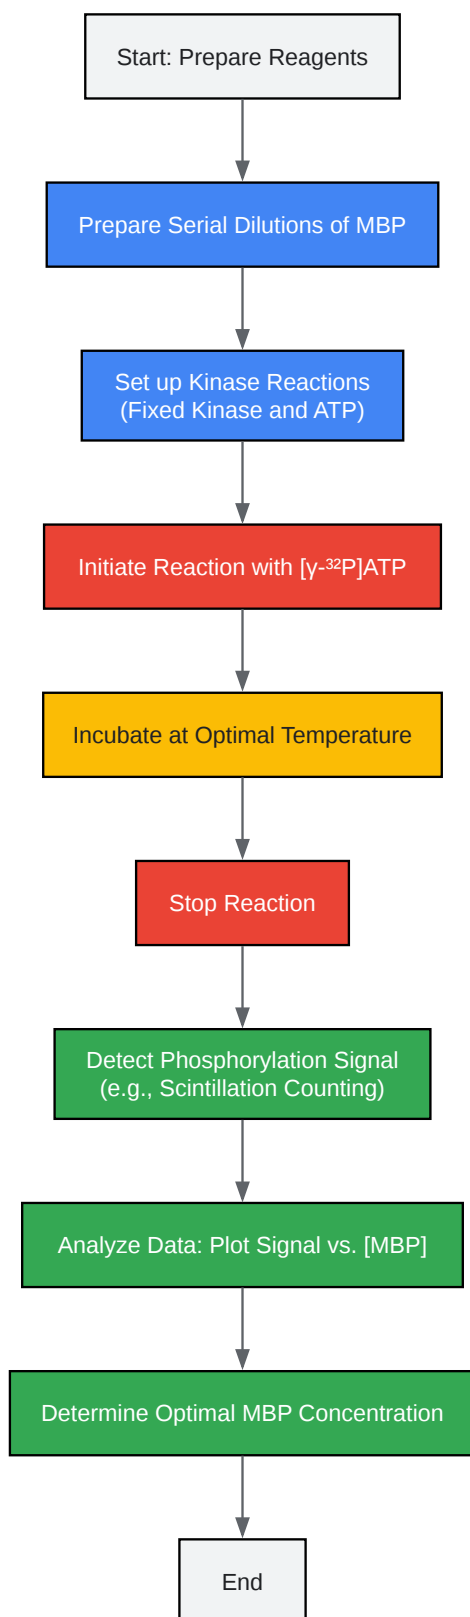 Start: Prepare Reagents
Prepare Serial Dilutions of MBP
Set up Kinase Reactions
(Fixed Kinase and ATP)
Initiate Reaction with [γ-³²P]ATP
Incubate at Optimal Temperature
Stop Reaction
Detect Phosphorylation Signal
(e.g., Scintillation Counting)
Analyze Data: Plot Signal vs. [MBP]
Determine Optimal MBP Concentration
End